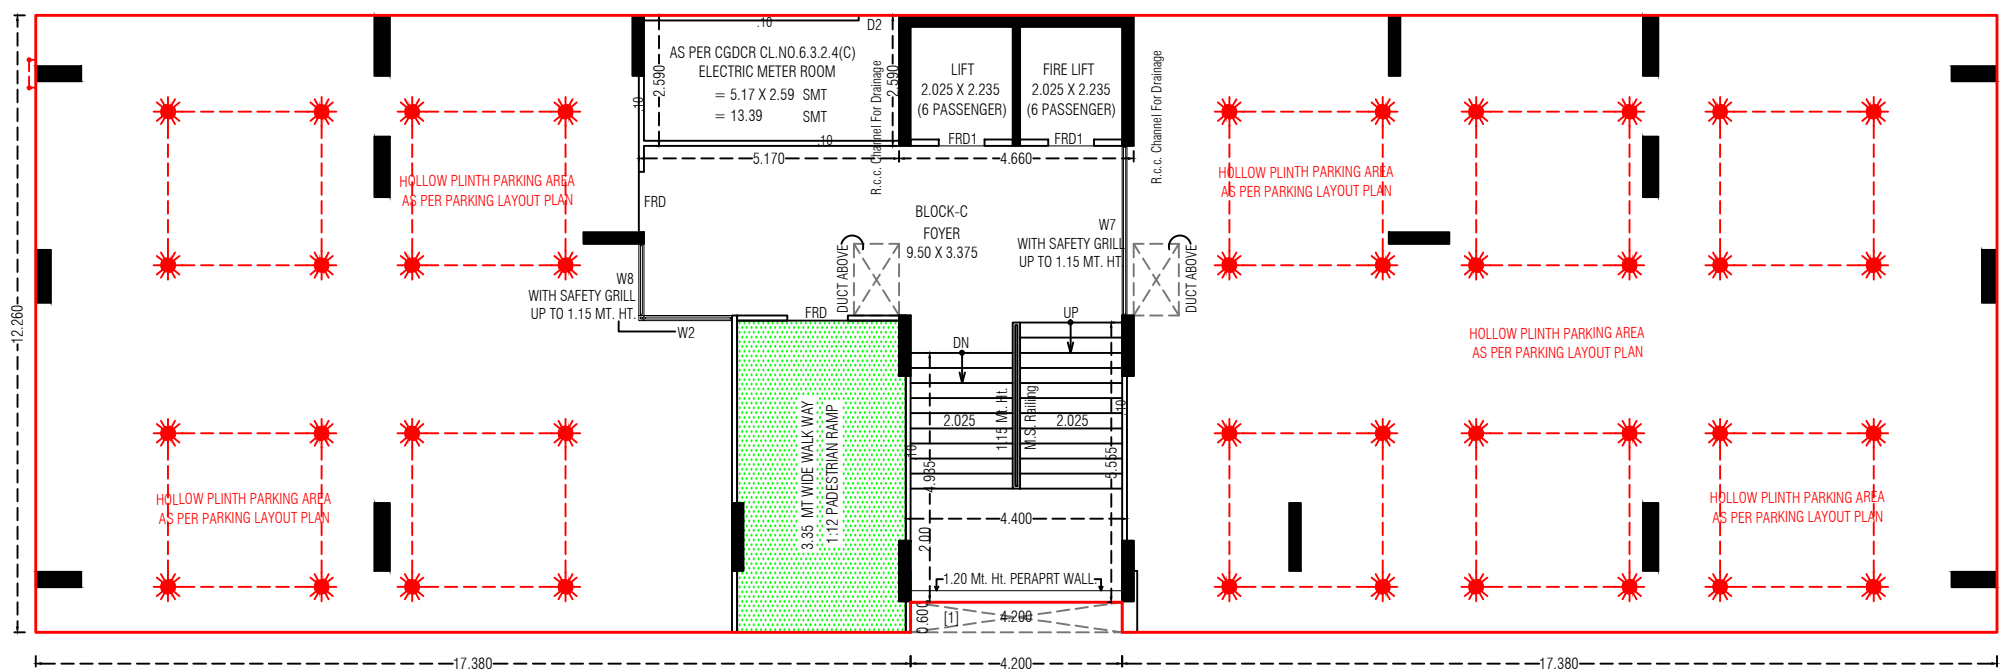 .10
D2
AS PER CGDCR CL.NO.6.3.2.4(C)
ELECTRIC METER ROOM
= 5.17 X 2.59 SMT
= 13.39 SMT
2.590
2.590
.10
.10
LIFT
2.025 X 2.235
(6 PASSENGER)
FIRE LIFT
2.025 X 2.235
(6 PASSENGER)
FRD1
FRD1
5.170
4.660
R.c.c. Channel For Drainage
R.c.c. Channel For Drainage
HOLLOW PLINTH PARKING AREA
AS PER PARKING LAYOUT PLAN
HOLLOW PLINTH PARKING AREA
AS PER PARKING LAYOUT PLAN
FRD
BLOCK-C
FOYER
9.50 X 3.375
W7
WITH SAFETY GRILL
UP TO 1.15 MT. HT.
DUCT ABOVE
DUCT ABOVE
W8
WITH SAFETY GRILL
UP TO 1.15 MT. HT.
W2
FRD
12.260
UP
DN
HOLLOW PLINTH PARKING AREA
AS PER PARKING LAYOUT PLAN
3.35 MT WIDE WALK WAY
1:12 PADESTRIAN RAMP
2.025
2.025
1.15 Mt. Ht.
M.S. Railing
.10
.10
4.935
5.555
HOLLOW PLINTH PARKING AREA
AS PER PARKING LAYOUT PLAN
HOLLOW PLINTH PARKING AREA
AS PER PARKING LAYOUT PLAN
4.400
2.00
1.20 Mt. Ht. PERAPRT WALL.
0.600
[1]
4.200
17.380
4.200
17.380